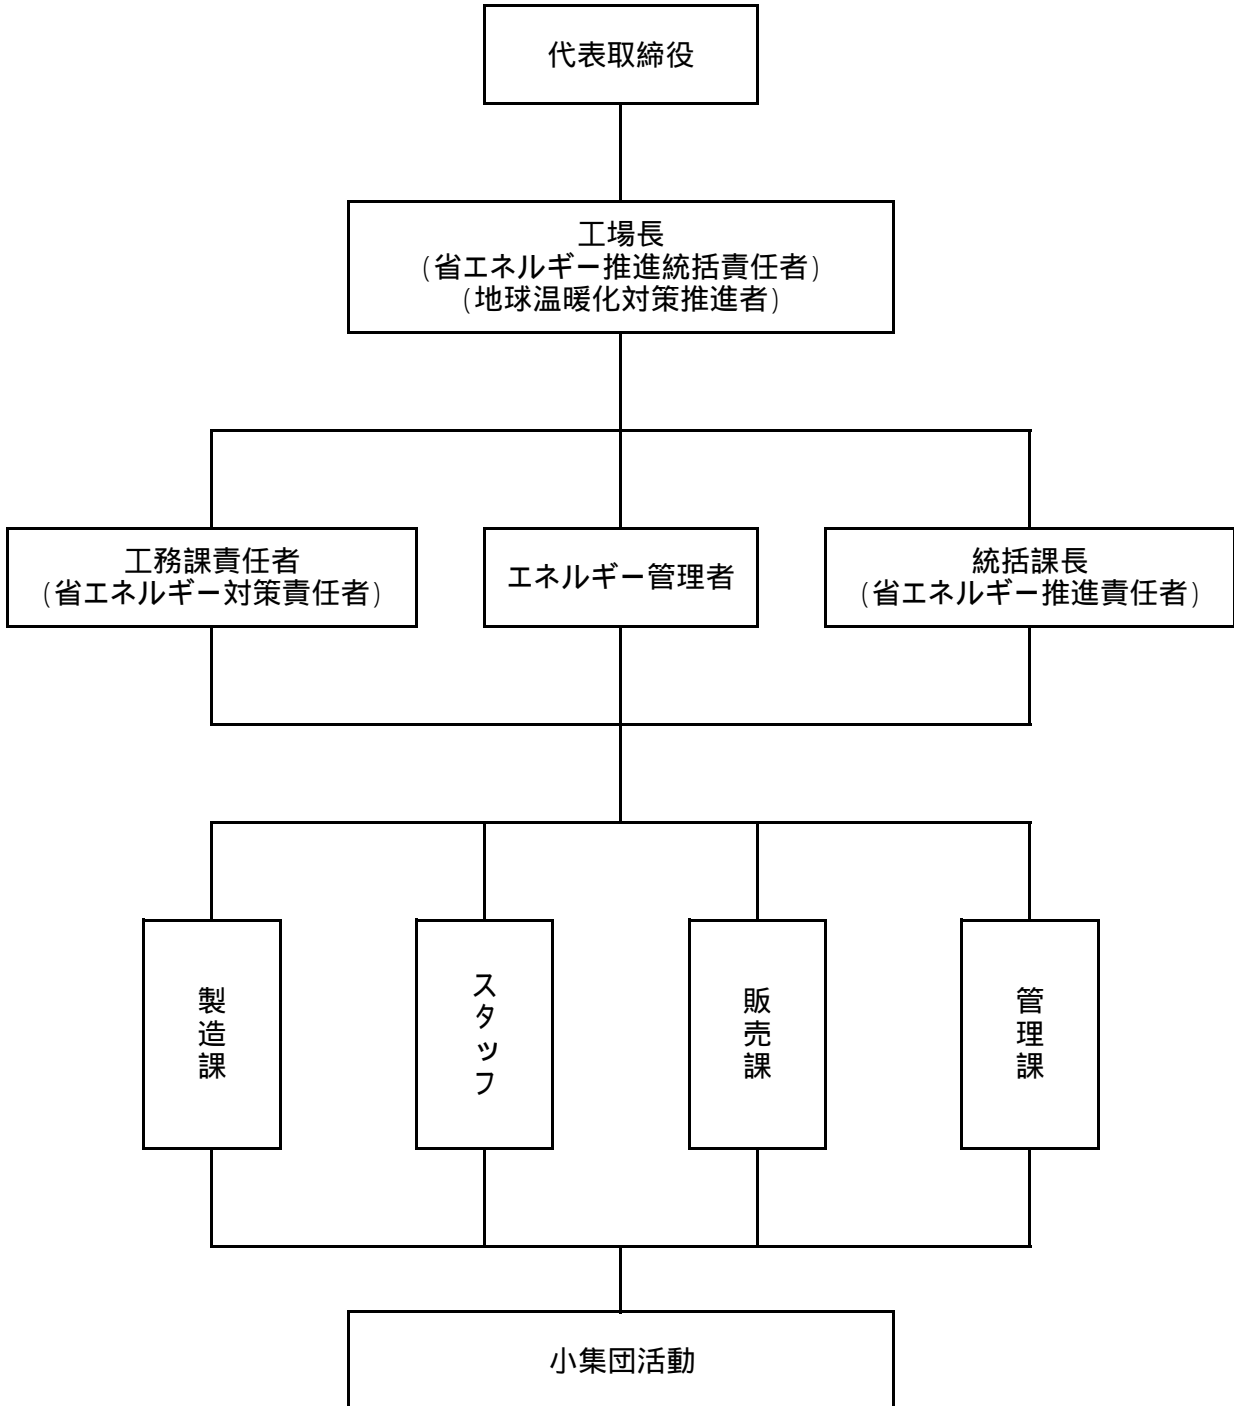 代表取締役
工場長
(省エネルギー推進統括責任者)
(地球温暖化対策推進者)
工務課責任者
(省エネルギー対策責任者)
エネルギー管理者
統括課長
(省エネルギー推進責任者)
製造課
スタッフ
販売課
管理課
小集団活動